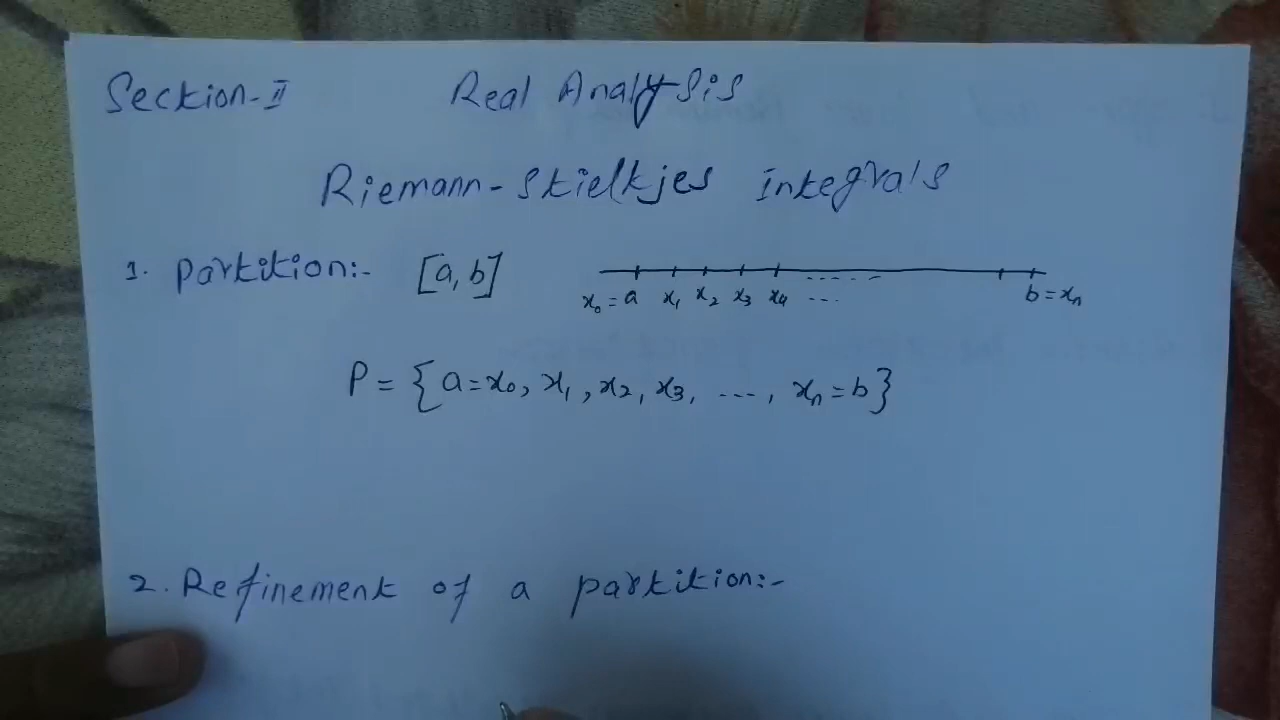 Section-II Real Analysis
Riemann-Stieltjes integrals
1. partition:- [a,b]
x₀=a x₁ x₂ x₃ x₄ ---- ... b=xₙ
P = {a=x₀, x₁, x₂, x₃, ---, xₙ=b}
2. Refinement of a partition:-